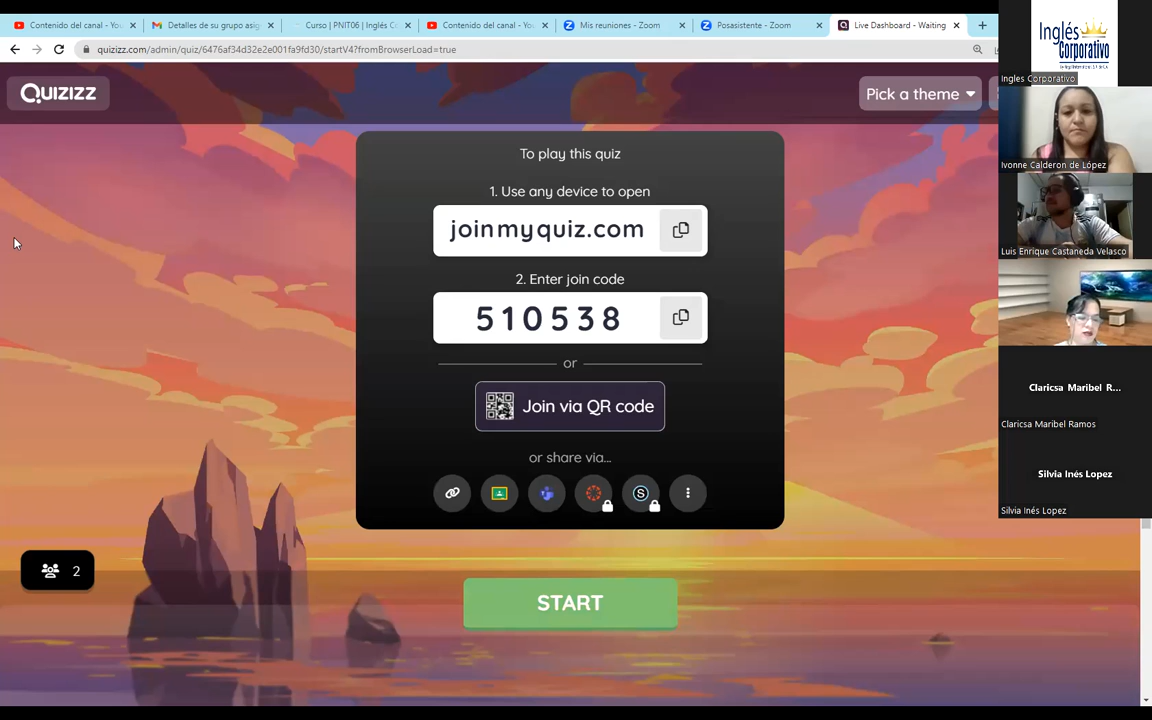 Contenido del canal - You
Detalles de su grupo asig
Curso | PNIT06 | Inglés C
Contenido del canal - You
Mis reuniones - Zoom
Posasistente - Zoom
Live Dashboard - Waiting
quizizz.com/admin/quiz/6476af34d32e2e001fa9fd30/startV4?fromBrowserLoad=true
Quizizz
Pick a theme
To play this quiz
1. Use any device to open
joinmyquiz.com
2. Enter join code
510538
or
Join via QR code
or share via...
S
2
START
Inglés
Corporativo
Ingles Corporativo
Ivonne Calderon de López
Luis Enrique Castaneda Velasco
Claricsa Maribel R...
Claricsa Maribel Ramos
Silvia Inés Lopez
Silvia Inés Lopez